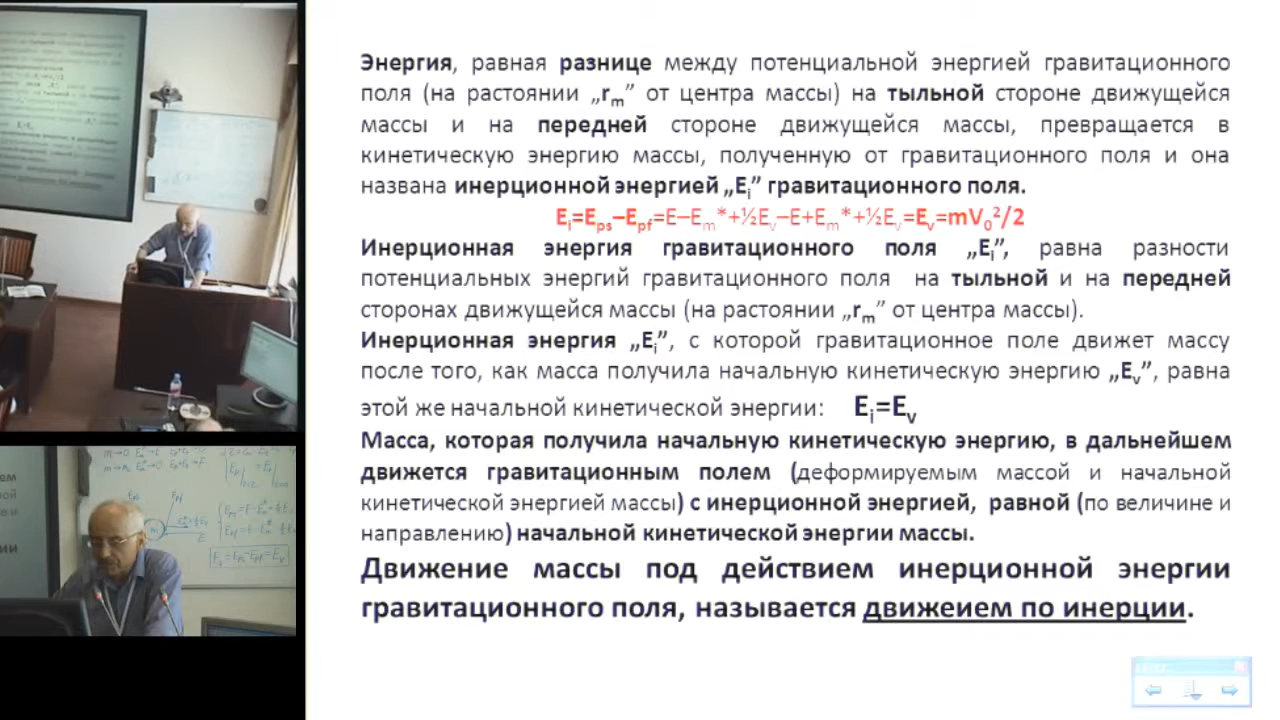 Энергия, равная разнице между потенциальной энергией гравитационного
поля (на растоянии „rₘ” от центра массы) на тыльной стороне движущейся
массы и на передней стороне движущейся массы, превращается в
кинетическую энергию массы, полученную от гравитационного поля и она
названа инерционной энергией „Eᵢ” гравитационного поля.
Eᵢ=Eₚₛ–E_pf=E–Eₘ*+½Eᵥ–E+Eₘ*+½Eᵥ=Eᵥ=mV₀²/2
Инерционная энергия гравитационного поля „Eᵢ”, равна разности
потенциальных энергий гравитационного поля на тыльной и на передней
сторонах движущейся массы (на растоянии „rₘ” от центра массы).
Инерционная энергия „Eᵢ”, с которой гравитационное поле движет массу
после того, как масса получила начальную кинетическую энергию „Eᵥ”, равна
этой же начальной кинетической энергии: Eᵢ=Eᵥ
Масса, которая получила начальную кинетическую энергию, в дальнейшем
движется гравитационным полем (деформируемым массой и начальной
кинетической энергией массы) с инерционной энергией, равной (по величине и
направлению) начальной кинетической энергии массы.
Движение массы под действием инерционной энергии
гравитационного поля, называется движеием по инерции.